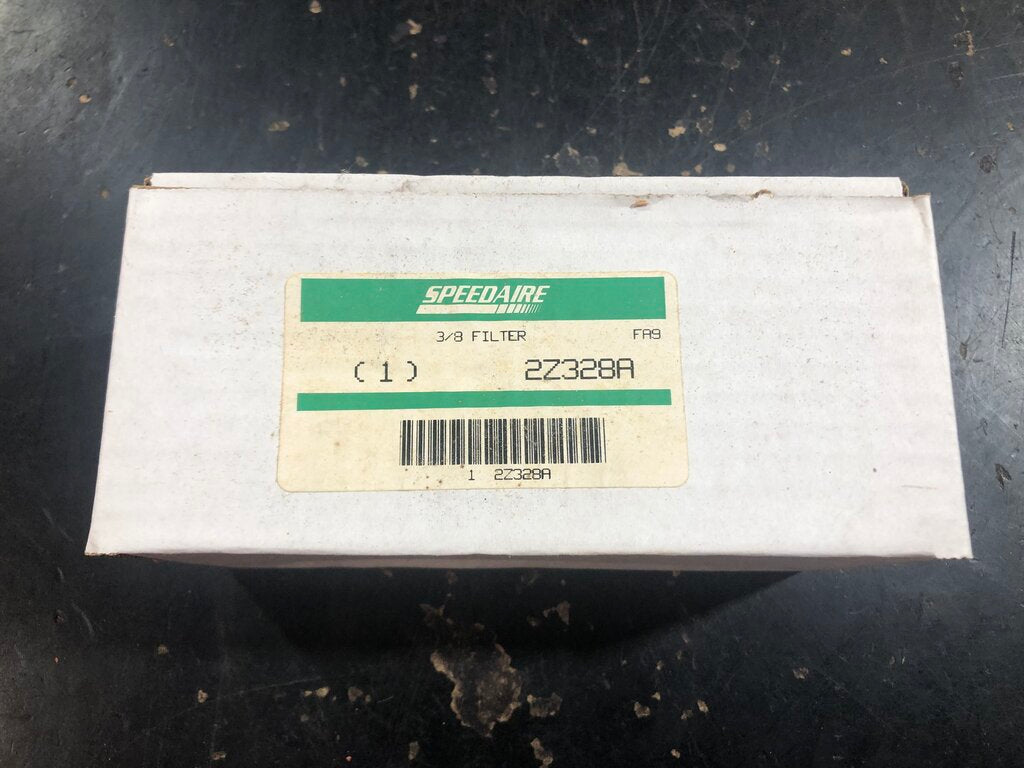 SPEEDAIRE
3/8 FILTER FA9
(1) 2Z328A
1 2Z328A